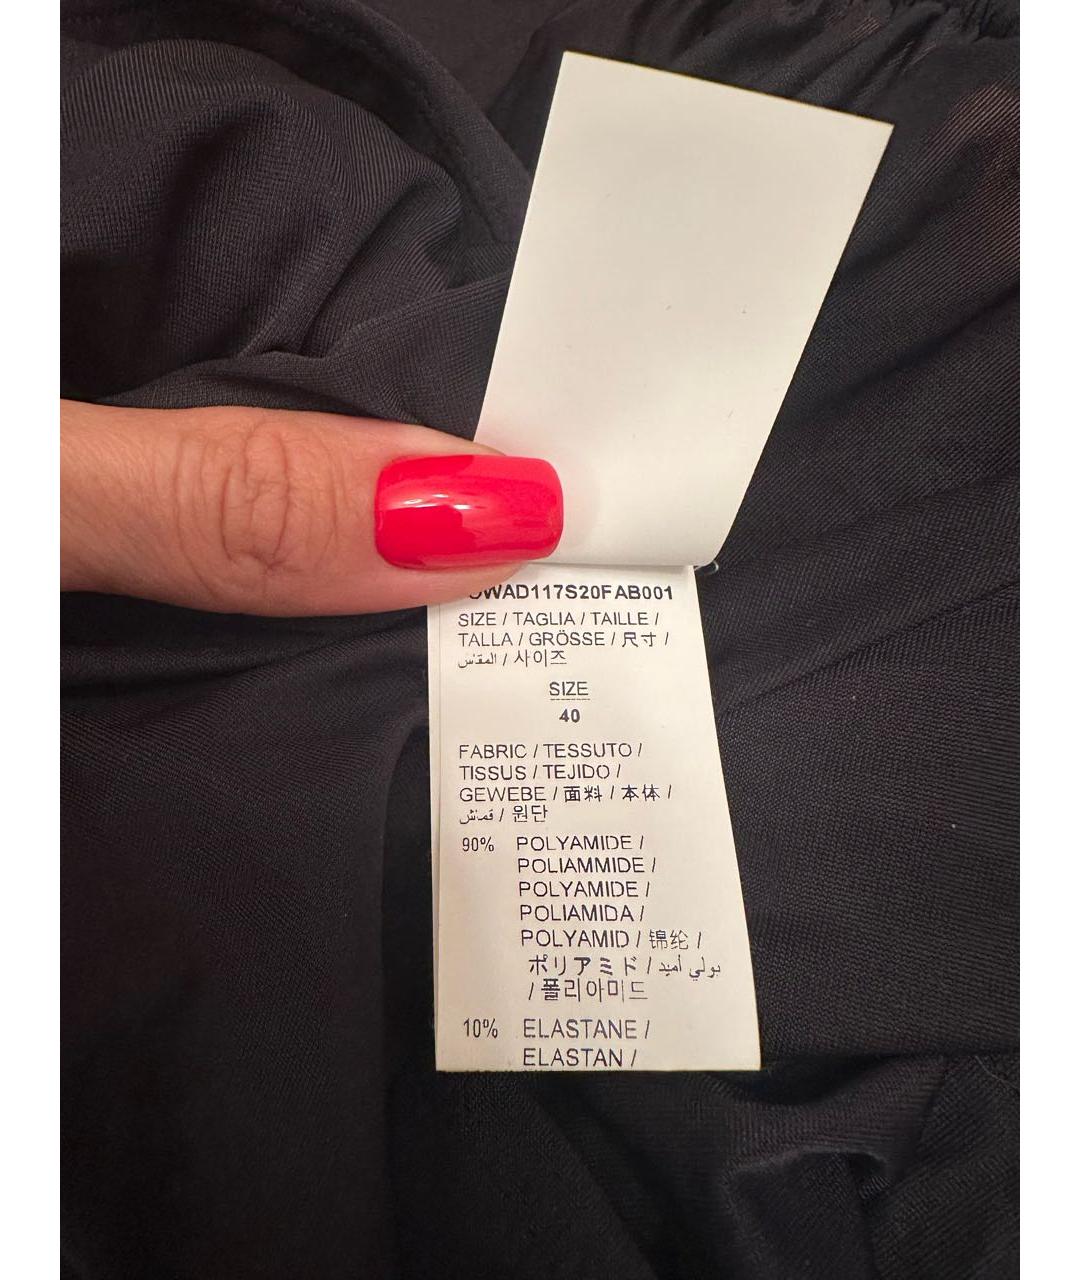 OWAD117S20FAB001
SIZE / TAGLIA / TAILLE /
TALLA / GRÖSSE / 尺寸 /
المقاس / 사이즈
SIZE
40
FABRIC / TESSUTO /
TISSUS / TEJIDO /
GEWEBE / 面料 / 本体 /
قماش / 원단
90% POLYAMIDE /
POLIAMMIDE /
POLYAMIDE /
POLIAMIDA /
POLYAMID / 锦纶 /
ポリアミド / بولي أميد
/ 폴리아미드
10% ELASTANE /
ELASTAN /